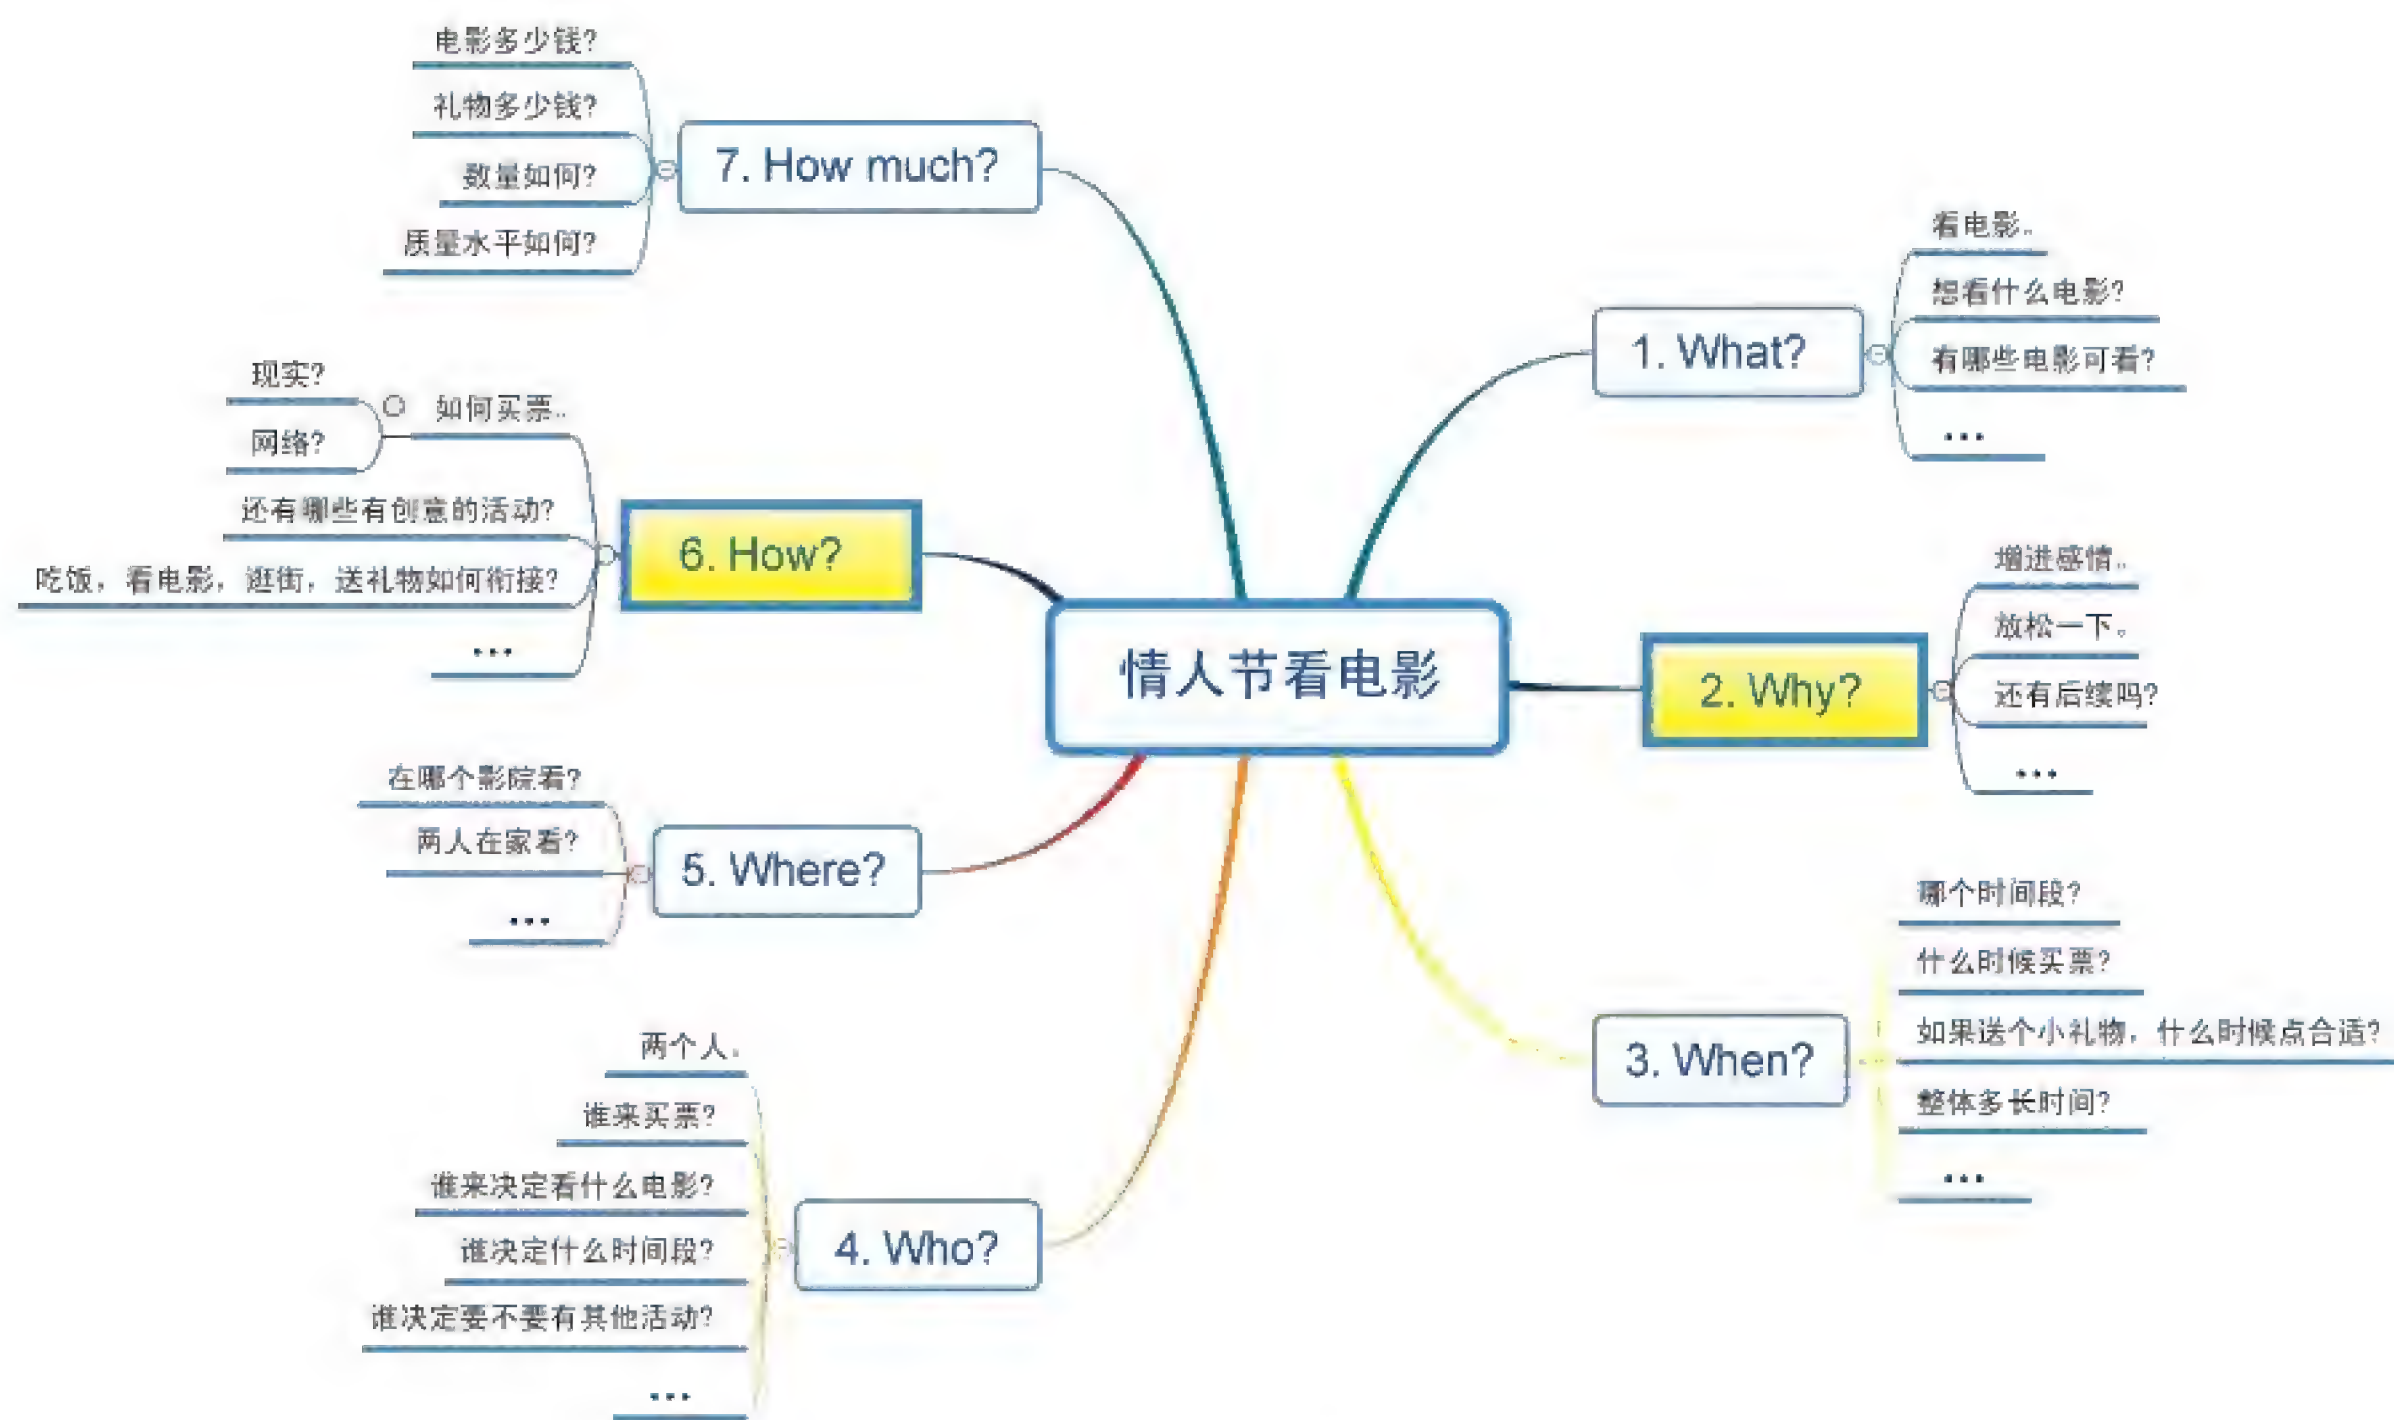 情人节看电影
1. What?
看电影。
想看什么电影?
有哪些电影可看?
...
2. Why?
增进感情。
放松一下。
还有后续吗?
...
3. When?
哪个时间段?
什么时候买票?
如果送个小礼物，什么时候点合适?
整体多长时间?
...
4. Who?
两个人。
谁来买票?
谁来决定看什么电影?
谁决定什么时间段?
谁决定要不要有其他活动?
...
5. Where?
在哪个影院看?
两人在家看?
...
6. How?
如何买票。
现实?
网络?
还有哪些有创意的活动?
吃饭，看电影，逛街，送礼物如何衔接?
...
7. How much?
电影多少钱?
礼物多少钱?
数量如何?
质量水平如何?